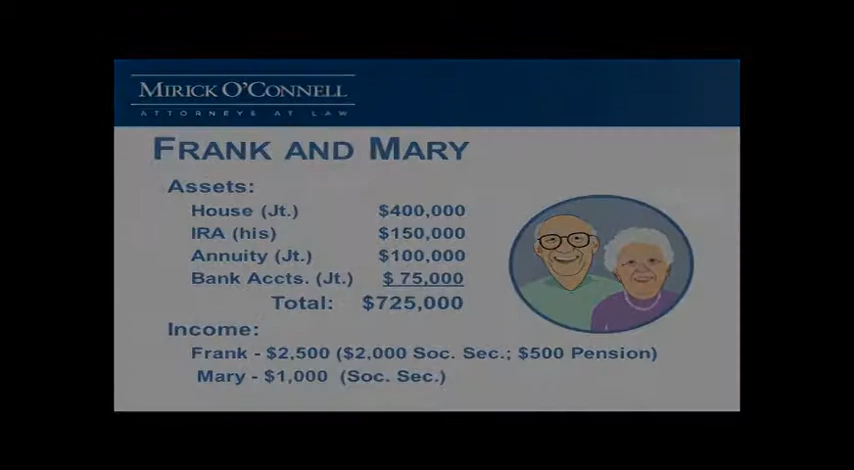 MIRICK O'CONNELL
ATTORNEYS AT LAW
FRANK AND MARY
Assets:
House (Jt.) $400,000
IRA (his) $150,000
Annuity (Jt.) $100,000
Bank Accts. (Jt.) $ 75,000
Total: $725,000
Income:
Frank - $2,500 ($2,000 Soc. Sec.; $500 Pension)
Mary - $1,000 (Soc. Sec.)